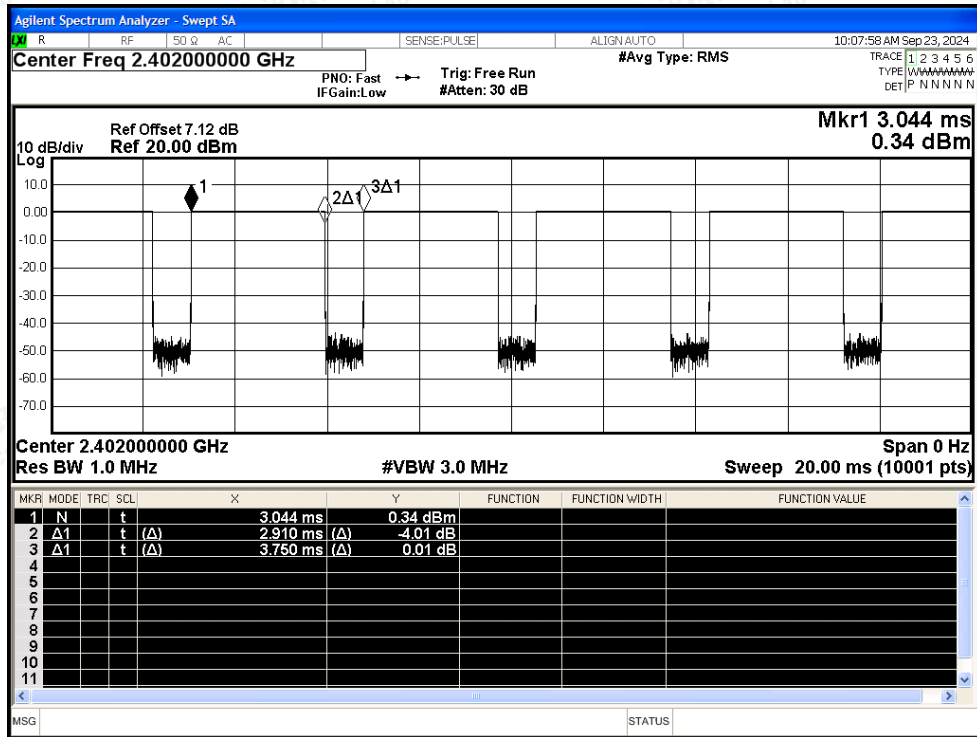 Agilent Spectrum Analyzer - Swept SA
LXI R RF 50 Ω AC SENSE:PULSE ALIGN AUTO 10:07:58 AM Sep 23, 2024
Center Freq 2.402000000 GHz
PNO: Fast
IFGain:Low
Trig: Free Run
#Atten: 30 dB
#Avg Type: RMS
TRACE 1 2 3 4 5 6
TYPE
DET P N N N N N
Mkr1 3.044 ms
0.34 dBm
Ref Offset 7.12 dB
10 dB/div Ref 20.00 dBm
Log
10.0
0.00
-10.0
-20.0
-30.0
-40.0
-50.0
-60.0
-70.0
1
2Δ1
3Δ1
Center 2.402000000 GHz Span 0 Hz
Res BW 1.0 MHz #VBW 3.0 MHz Sweep 20.00 ms (10001 pts)
MKR MODE TRC SCL X Y FUNCTION FUNCTION WIDTH FUNCTION VALUE
1 N t 3.044 ms 0.34 dBm
2 Δ1 t (Δ) 2.910 ms (Δ) -4.01 dB
3 Δ1 t (Δ) 3.750 ms (Δ) 0.01 dB
4
5
6
7
8
9
10
11
MSG STATUS